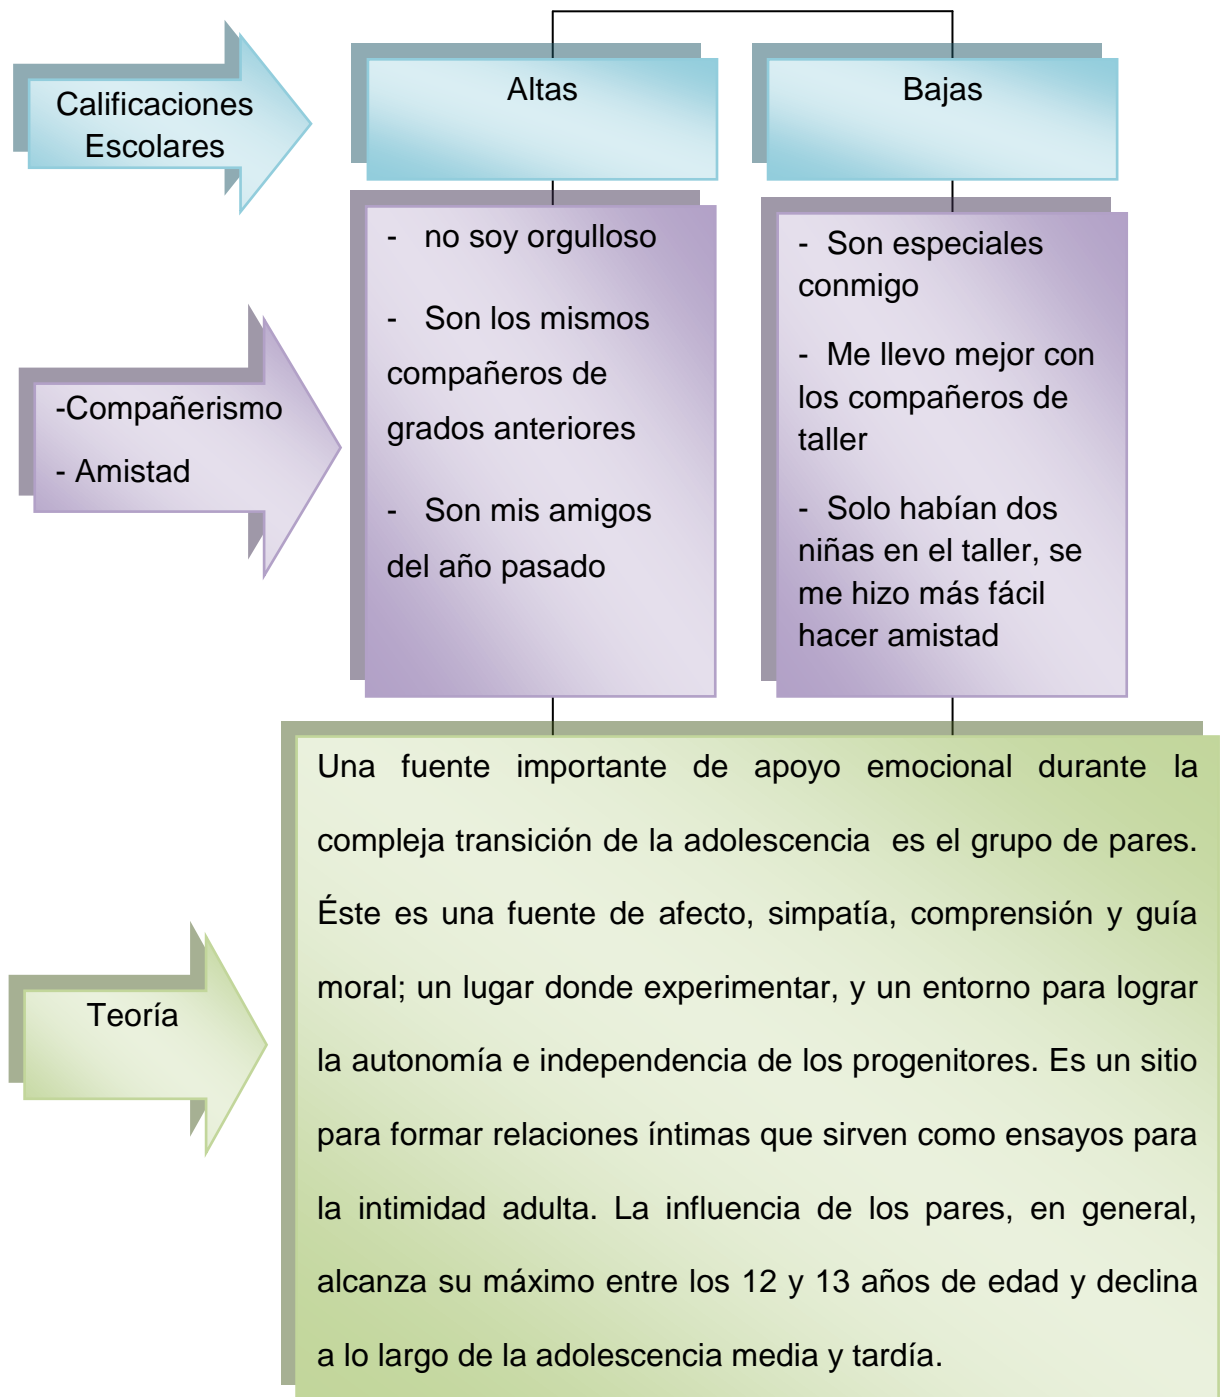 Calificaciones
Escolares
Altas
Bajas
-Compañerismo
- Amistad
- no soy orgulloso
- Son los mismos
compañeros de
grados anteriores
- Son mis amigos
del año pasado
- Son especiales
conmigo
- Me llevo mejor con
los compañeros de
taller
- Solo habían dos
niñas en el taller, se
me hizo más fácil
hacer amistad
Teoría
Una fuente importante de apoyo emocional durante la
compleja transición de la adolescencia es el grupo de pares.
Éste es una fuente de afecto, simpatía, comprensión y guía
moral; un lugar donde experimentar, y un entorno para lograr
la autonomía e independencia de los progenitores. Es un sitio
para formar relaciones íntimas que sirven como ensayos para
la intimidad adulta. La influencia de los pares, en general,
alcanza su máximo entre los 12 y 13 años de edad y declina
a lo largo de la adolescencia media y tardía.